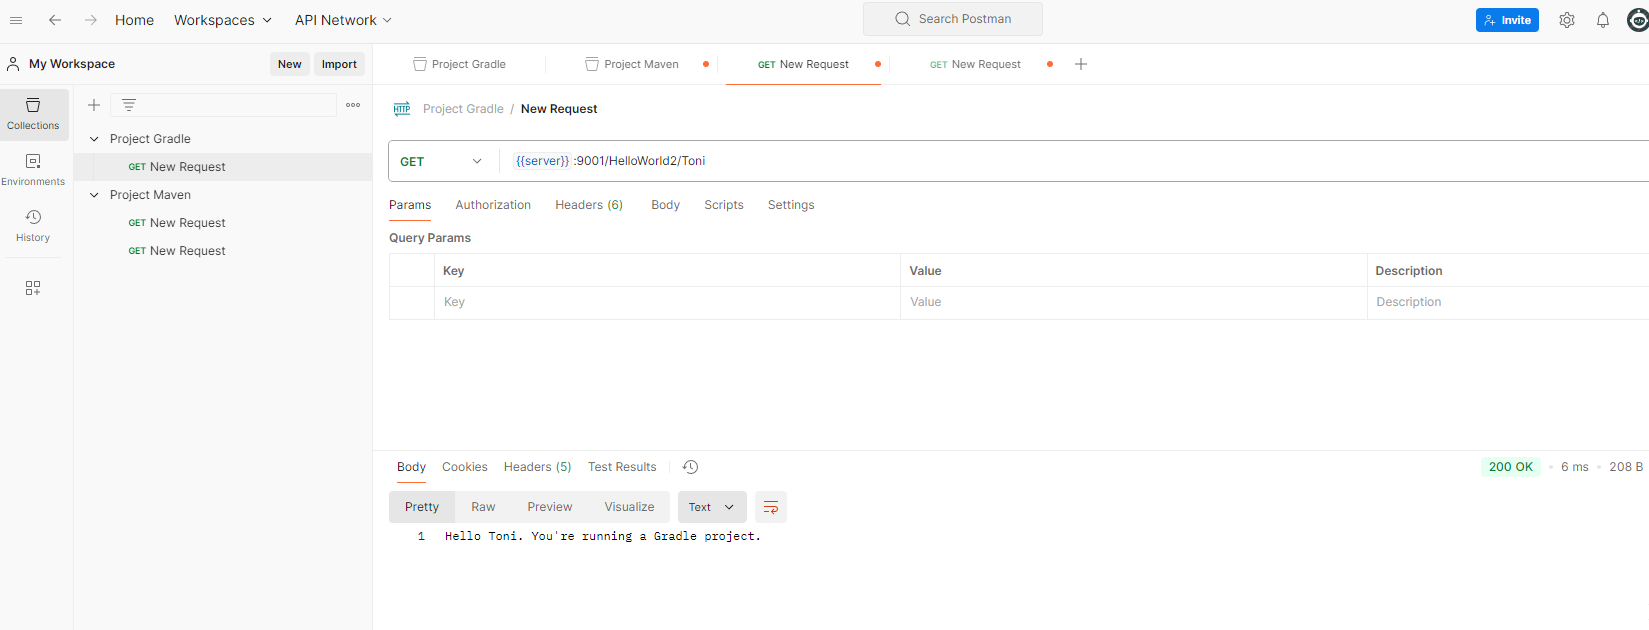 Home Workspaces API Network Search Postman Invite
My Workspace New Import Project Gradle Project Maven GET New Request GET New Request
Collections
Environments
History
Project Gradle
GET New Request
Project Maven
GET New Request
GET New Request
HTTP Project Gradle / New Request
GET {{server}} :9001/HelloWorld2/Toni
Params Authorization Headers (6) Body Scripts Settings
Query Params
Key Value Description
Key Value Description
Body Cookies Headers (5) Test Results 200 OK • 6 ms • 208 B
Pretty Raw Preview Visualize Text
1 Hello Toni. You're running a Gradle project.